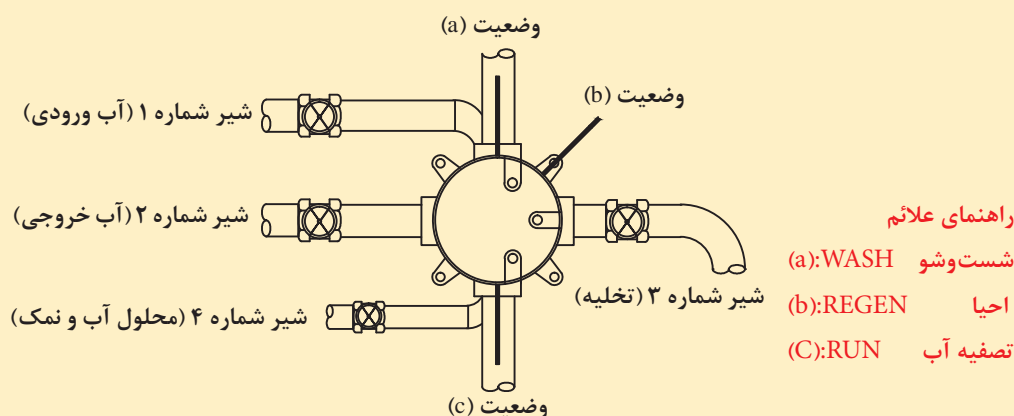 وضعیت (a)
وضعیت (b)
شیر شماره ۱ (آب ورودی)
شیر شماره ۲ (آب خروجی)
راهنمای علائم
شست‌وشو WASH:(a)
احیا REGEN:(b)
تصفیه آب RUN:(C)
شیر شماره ۳ (تخلیه)
شیر شماره ۴ (محلول آب و نمک)
وضعیت (c)